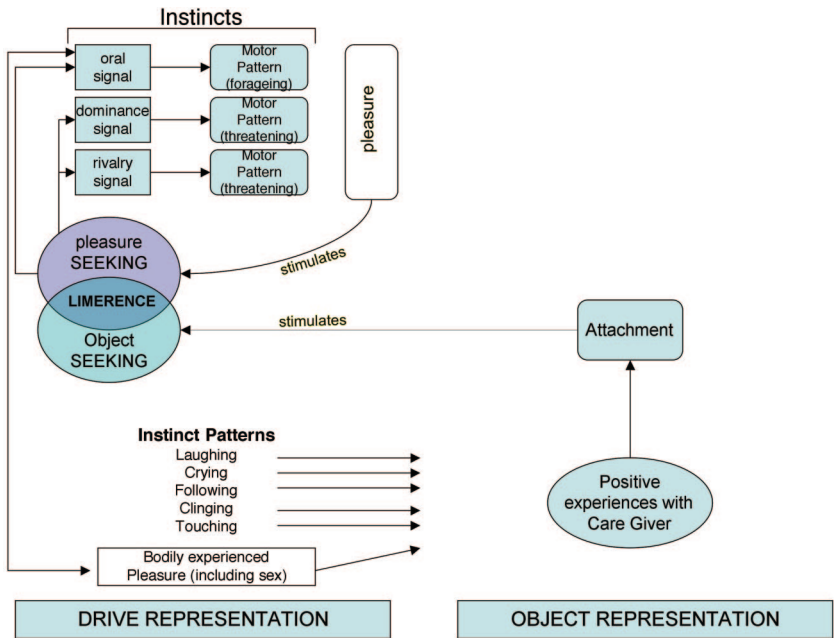 Instincts
oral
signal
Motor
Pattern
(forageing)
dominance
signal
Motor
Pattern
(threatening)
rivalry
signal
Motor
Pattern
(threatening)
pleasure
pleasure
SEEKING
stimulates
LIMERENCE
Object
SEEKING
stimulates
Attachment
Instinct Patterns
Laughing
Crying
Following
Clinging
Touching
Positive
experiences with
Care Giver
Bodily experienced
Pleasure (including sex)
DRIVE REPRESENTATION
OBJECT REPRESENTATION